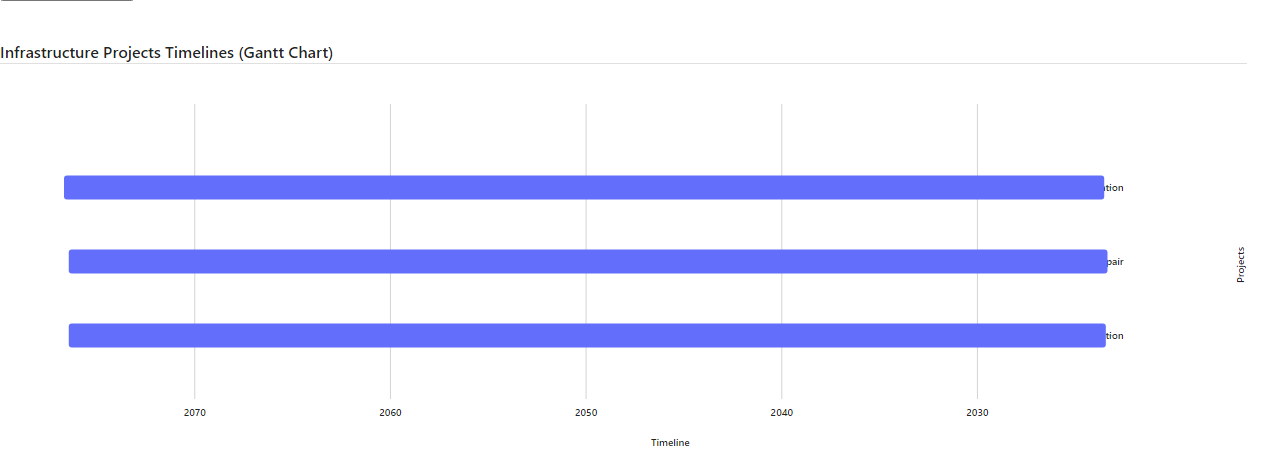 Infrastructure Projects Timelines (Gantt Chart)
tion
pair
tion
Projects
2070 2060 2050 2040 2030
Timeline